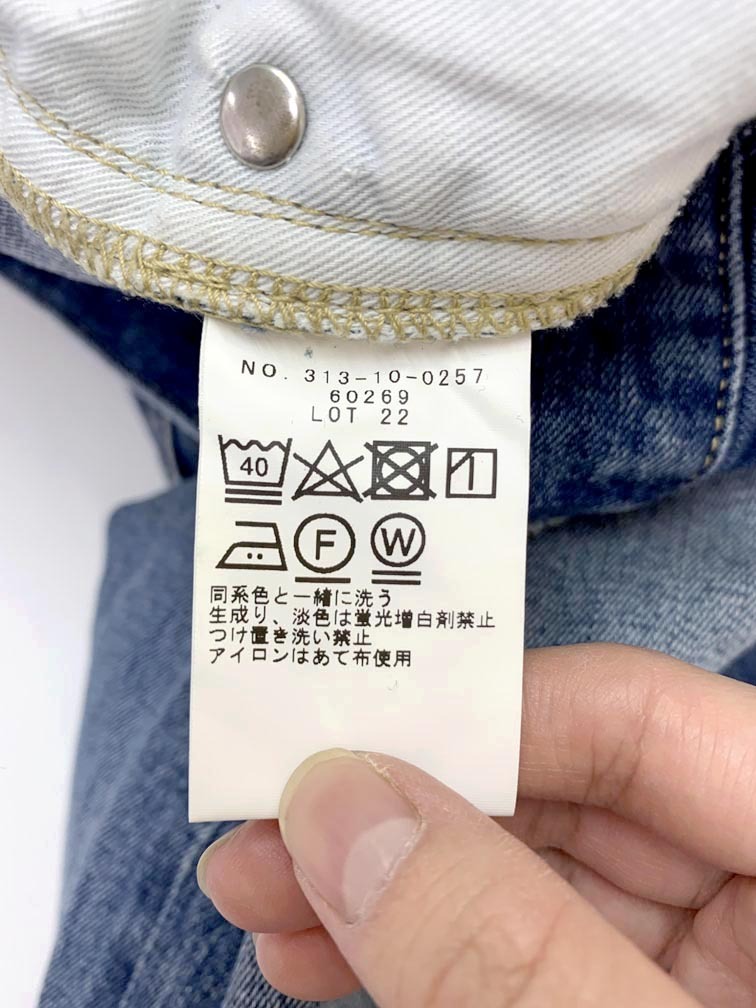 NO. 313-10-0257
60269
LOT 22
40
F W
同系色と一緒に洗う
生成り、淡色は蛍光増白剤禁止
つけ置き洗い禁止
アイロンはあて布使用